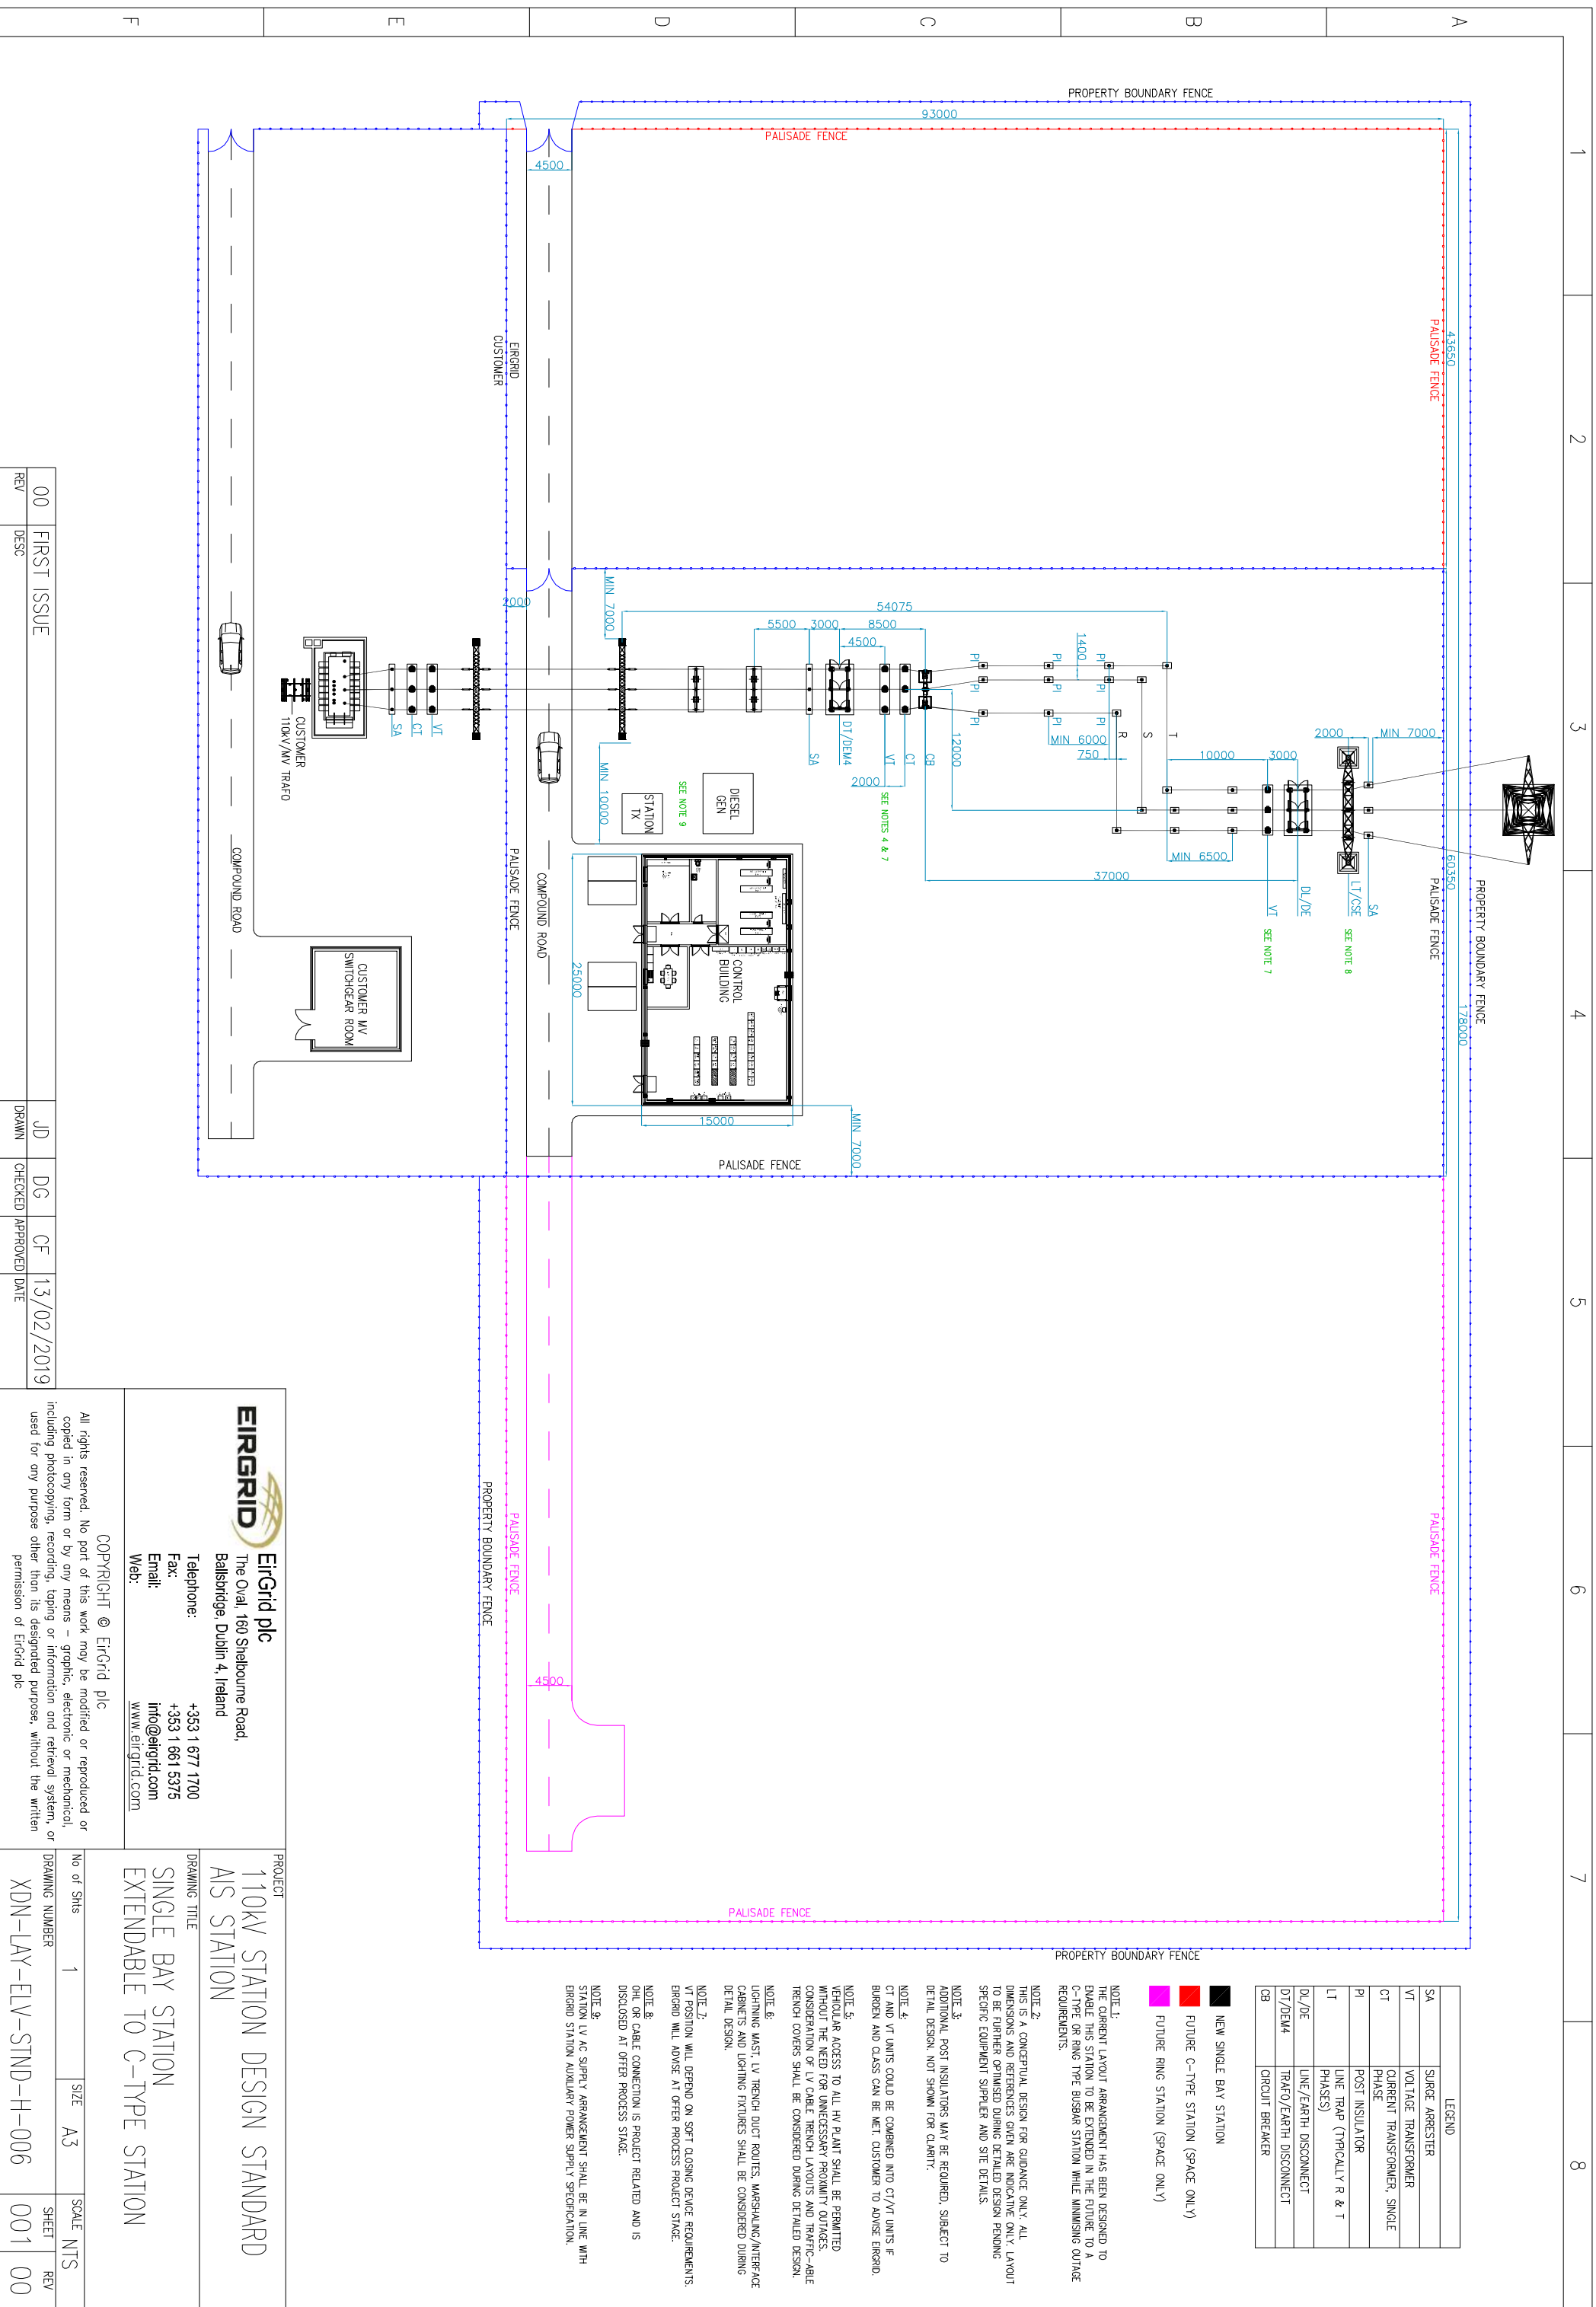 1
2
3
4
5
6
7
8
A
B
C
D
E
F
PROPERTY BOUNDARY FENCE
PROPERTY BOUNDARY FENCE
PROPERTY BOUNDARY FENCE
PROPERTY BOUNDARY FENCE
PALISADE FENCE
PALISADE FENCE
PALISADE FENCE
PALISADE FENCE
PALISADE FENCE
PALISADE FENCE
PALISADE FENCE
PALISADE FENCE
93000
43650
60350
178000
4500
4500
MIN 7000
2000
SA
LT/CSE
SEE NOTE 8
DL/DE
VT
SEE NOTE 7
3000
10000
MIN 6500
37000
T
S
R
PI
PI
PI
PI
PI
PI
PI
PI
PI
1400
MIN 6000
750
12000
54075
8500
3000
5500
4500
2000
CB
CT
VT
SEE NOTES 4 & 7
DT/DEM4
SA
DIESEL
GEN
SEE NOTE 9
STATION
TX
MIN 10000
MIN 7000
2000
CONTROL
BUILDING
25000
15000
MIN 7000
COMPOUND ROAD
EIRGRID
CUSTOMER
VT
CT
SA
CUSTOMER
110kV/MV TRAFO
CUSTOMER MV
SWITCHGEAR ROOM
COMPOUND ROAD
LEGEND
SA SURGE ARRESTER
VT VOLTAGE TRANSFORMER
CT CURRENT TRANSFORMER, SINGLE
PHASE
PI POST INSULATOR
LT LINE TRAP (TYPICALLY R & T
PHASES)
DL/DE LINE/EARTH DISCONNECT
DT/DEM4 TRAFO/EARTH DISCONNECT
CB CIRCUIT BREAKER
NEW SINGLE BAY STATION
FUTURE C-TYPE STATION (SPACE ONLY)
FUTURE RING STATION (SPACE ONLY)
NOTE 1:
THE CURRENT LAYOUT ARRANGEMENT HAS BEEN DESIGNED TO
ENABLE THIS STATION TO BE EXTENDED IN THE FUTURE TO A
C-TYPE OR RING TYPE BUSBAR STATION WHILE MINIMISING OUTAGE
REQUIREMENTS.
NOTE 2:
THIS IS A CONCEPTUAL DESIGN FOR GUIDANCE ONLY. ALL
DIMENSIONS AND REFERENCES GIVEN ARE INDICATIVE ONLY. LAYOUT
TO BE FURTHER OPTIMISED DURING DETAILED DESIGN PENDING
SPECIFIC EQUIPMENT SUPPLIER AND SITE DETAILS.
NOTE 3:
ADDITIONAL POST INSULATORS MAY BE REQUIRED, SUBJECT TO
DETAIL DESIGN. NOT SHOWN FOR CLARITY.
NOTE 4:
CT AND VT UNITS COULD BE COMBINED INTO CT/VT UNITS IF
BURDEN AND CLASS CAN BE MET. CUSTOMER TO ADVISE EIRGRID.
NOTE 5:
VEHICULAR ACCESS TO ALL HV PLANT SHALL BE PERMITTED
WITHOUT THE NEED FOR UNNECESSARY PROXIMITY OUTAGES.
CONSIDERATION OF LV CABLE TRENCH LAYOUTS AND TRAFFIC-ABLE
TRENCH COVERS SHALL BE CONSIDERED DURING DETAILED DESIGN.
NOTE 6:
LIGHTNING MAST, LV TRENCH DUCT ROUTES, MARSHALING/INTERFACE
CABINETS AND LIGHTING FIXTURES SHALL BE CONSIDERED DURING
DETAIL DESIGN.
NOTE 7:
VT POSITION WILL DEPEND ON SOFT CLOSING DEVICE REQUIREMENTS.
EIRGRID WILL ADVISE AT OFFER PROCESS PROJECT STAGE.
NOTE 8:
OHL OR CABLE CONNECTION IS PROJECT RELATED AND IS
DISCLOSED AT OFFER PROCESS STAGE.
NOTE 9:
STATION LV AC SUPPLY ARRANGEMENT SHALL BE IN LINE WITH
EIRGRID STATION AUXILIARY POWER SUPPLY SPECIFICATION.
00 FIRST ISSUE JD DG CF 13/02/2019
REV DESC DRAWN CHECKED APPROVED DATE
EIRGRID
EirGrid plc
The Oval, 160 Shelbourne Road,
Ballsbridge, Dublin 4, Ireland
Telephone: +353 1 677 1700
Fax: +353 1 661 5375
Email: info@eirgrid.com
Web: www.eirgrid.com
COPYRIGHT © EirGrid plc
All rights reserved. No part of this work may be modified or reproduced or
copied in any form or by any means - graphic, electronic or mechanical,
including photocopying, recording, taping or information and retrieval system, or
used for any purpose other than its designated purpose, without the written
permission of EirGrid plc
PROJECT
110kV STATION DESIGN STANDARD
AIS STATION
DRAWING TITLE
SINGLE BAY STATION
EXTENDABLE TO C-TYPE STATION
No of Shts 1 SIZE A3 SCALE NTS
DRAWING NUMBER SHEET REV
XDN-LAY-ELV-STND-H-006 001 00